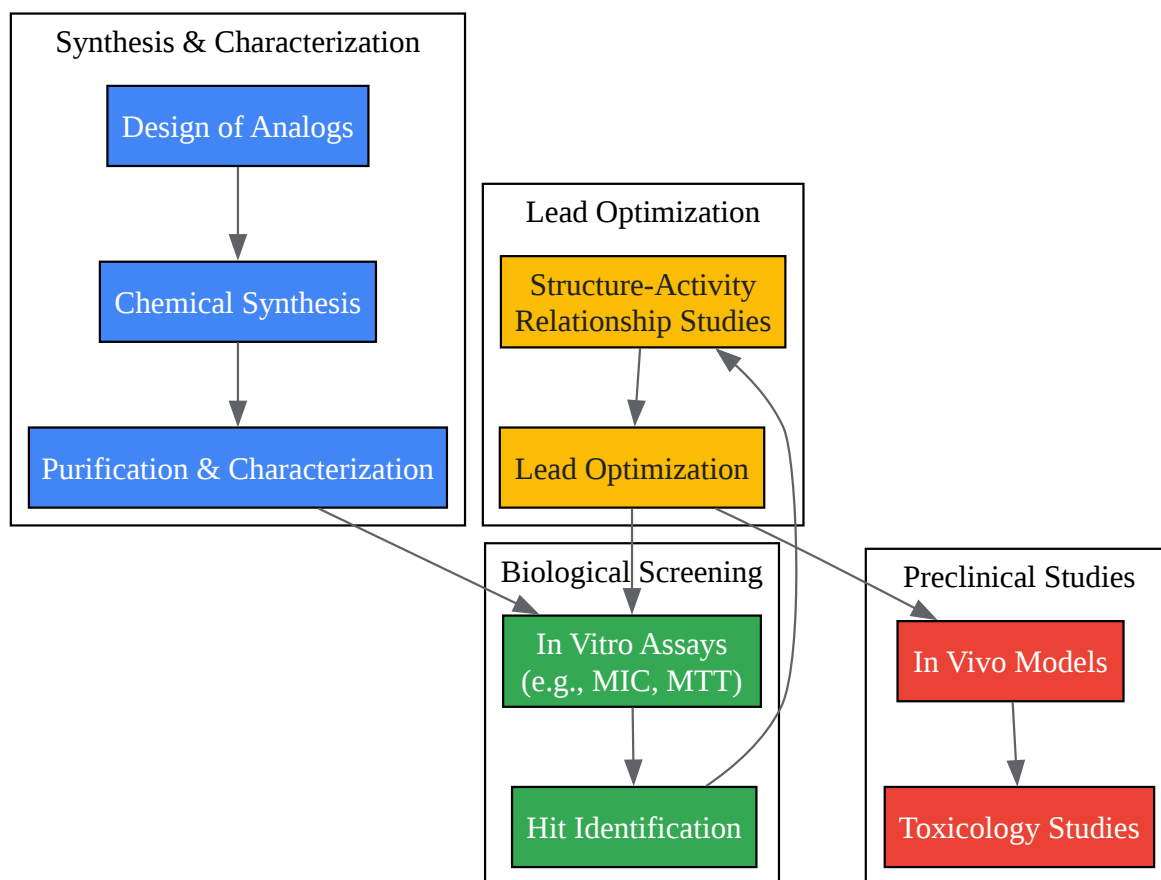 Synthesis & Characterization
Design of Analogs
Chemical Synthesis
Purification & Characterization
Lead Optimization
Structure-Activity
Relationship Studies
Lead Optimization
Biological Screening
In Vitro Assays
(e.g., MIC, MTT)
Hit Identification
Preclinical Studies
In Vivo Models
Toxicology Studies